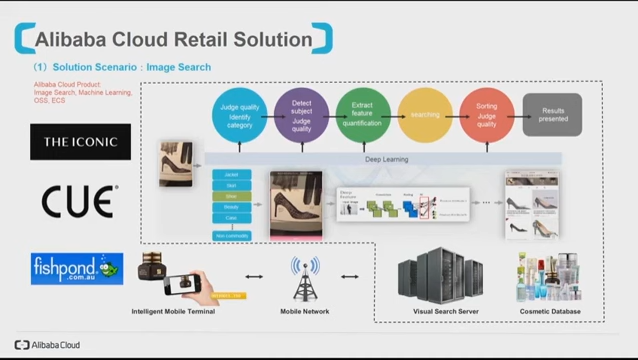 Alibaba Cloud Retail Solution
（1） Solution Scenario : Image Search
Alibaba Cloud Product:
Image Search, Machine Learning,
OSS, ECS
THE ICONIC
CUE®
fishpond
.com.au
Judge quality
Identify
category
Detect
subject
Judge
quality
Extract
feature
quantification
searching
Sorting
Judge
quality
Results
presented
Deep Learning
Jacket
Skirt
Shoe
Non commodity
Deep
Feature
...
Intelligent Mobile Terminal
Mobile Network
Visual Search Server
Cosmetic Database
Alibaba Cloud